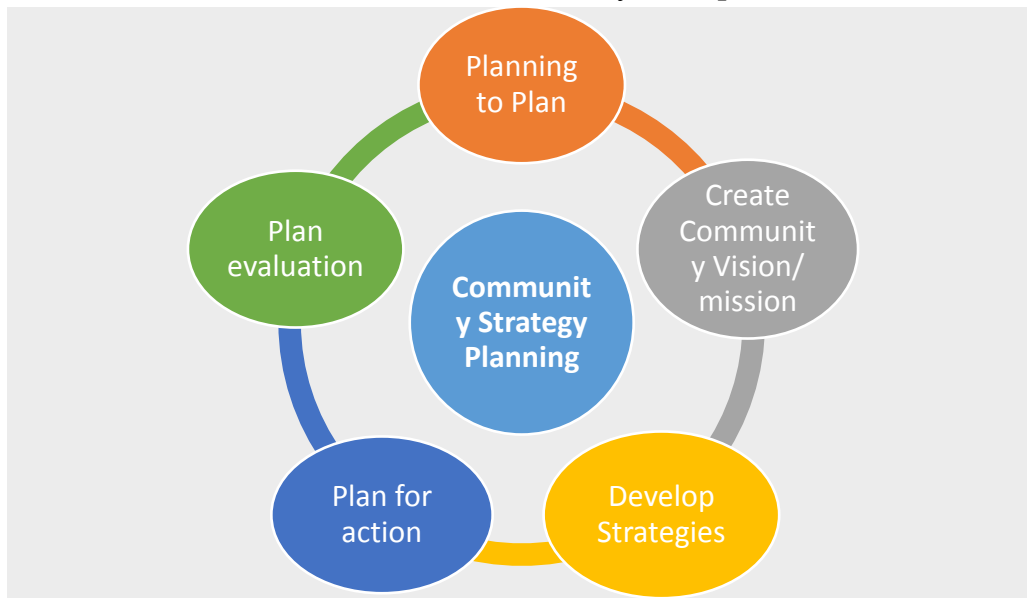 Planning
to Plan
Create
Communit
y Vision/
mission
Develop
Strategies
Plan for
action
Plan
evaluation
Communit
y Strategy
Planning